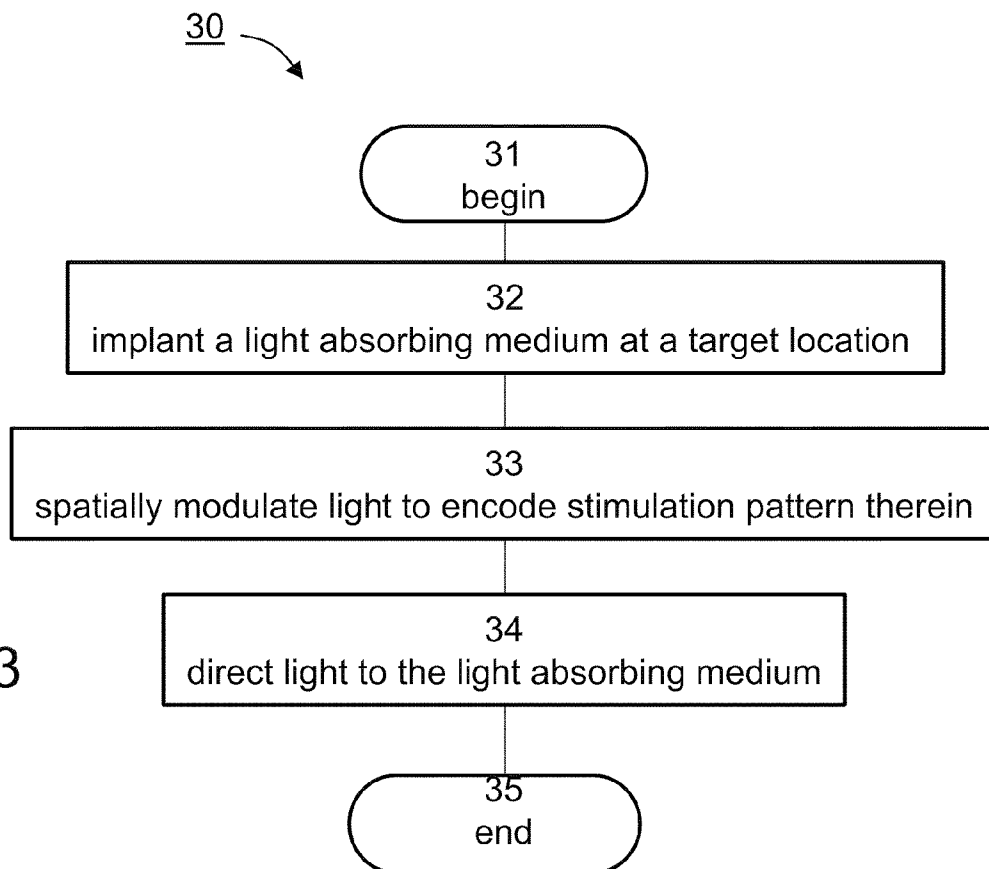 30
31
begin
32
implant a light absorbing medium at a target location
33
spatially modulate light to encode stimulation pattern therein
3
34
direct light to the light absorbing medium
35
end